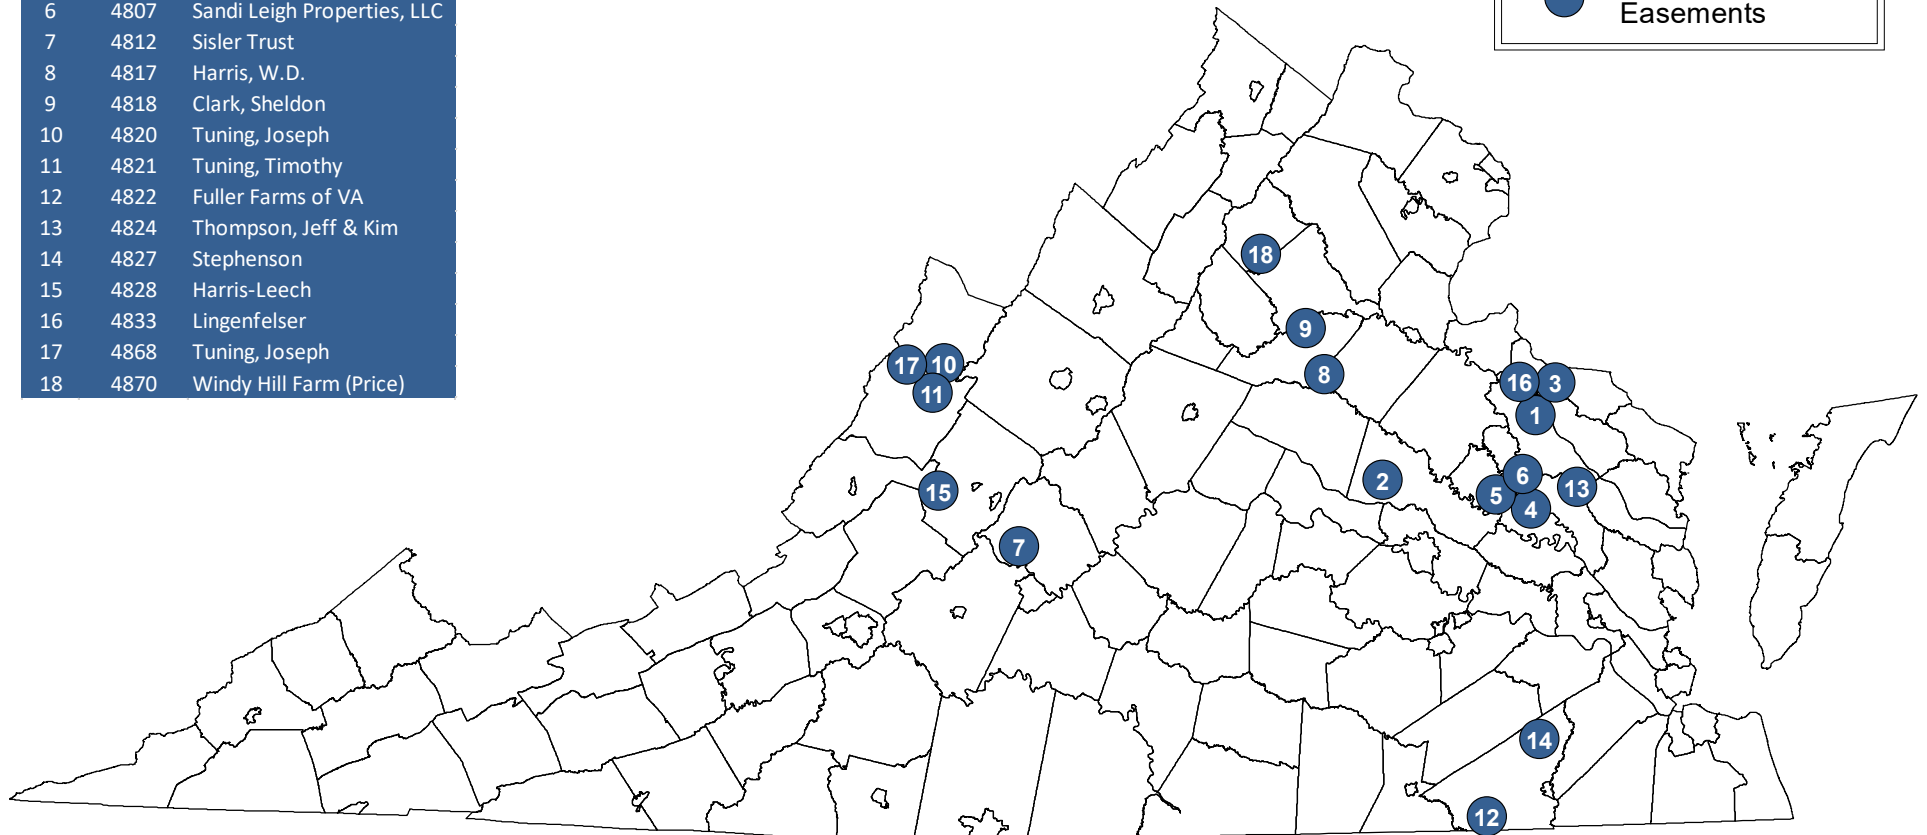 6 4807 Sandi Leigh Properties, LLC
7 4812 Sisler Trust
8 4817 Harris, W.D.
9 4818 Clark, Sheldon
10 4820 Tuning, Joseph
11 4821 Tuning, Timothy
12 4822 Fuller Farms of VA
13 4824 Thompson, Jeff & Kim
14 4827 Stephenson
15 4828 Harris-Leech
16 4833 Lingenfelser
17 4868 Tuning, Joseph
18 4870 Windy Hill Farm (Price)
Easements
18
9
17 10
8
11
16 3
1
2
6
15
5
13
4
7
14
12